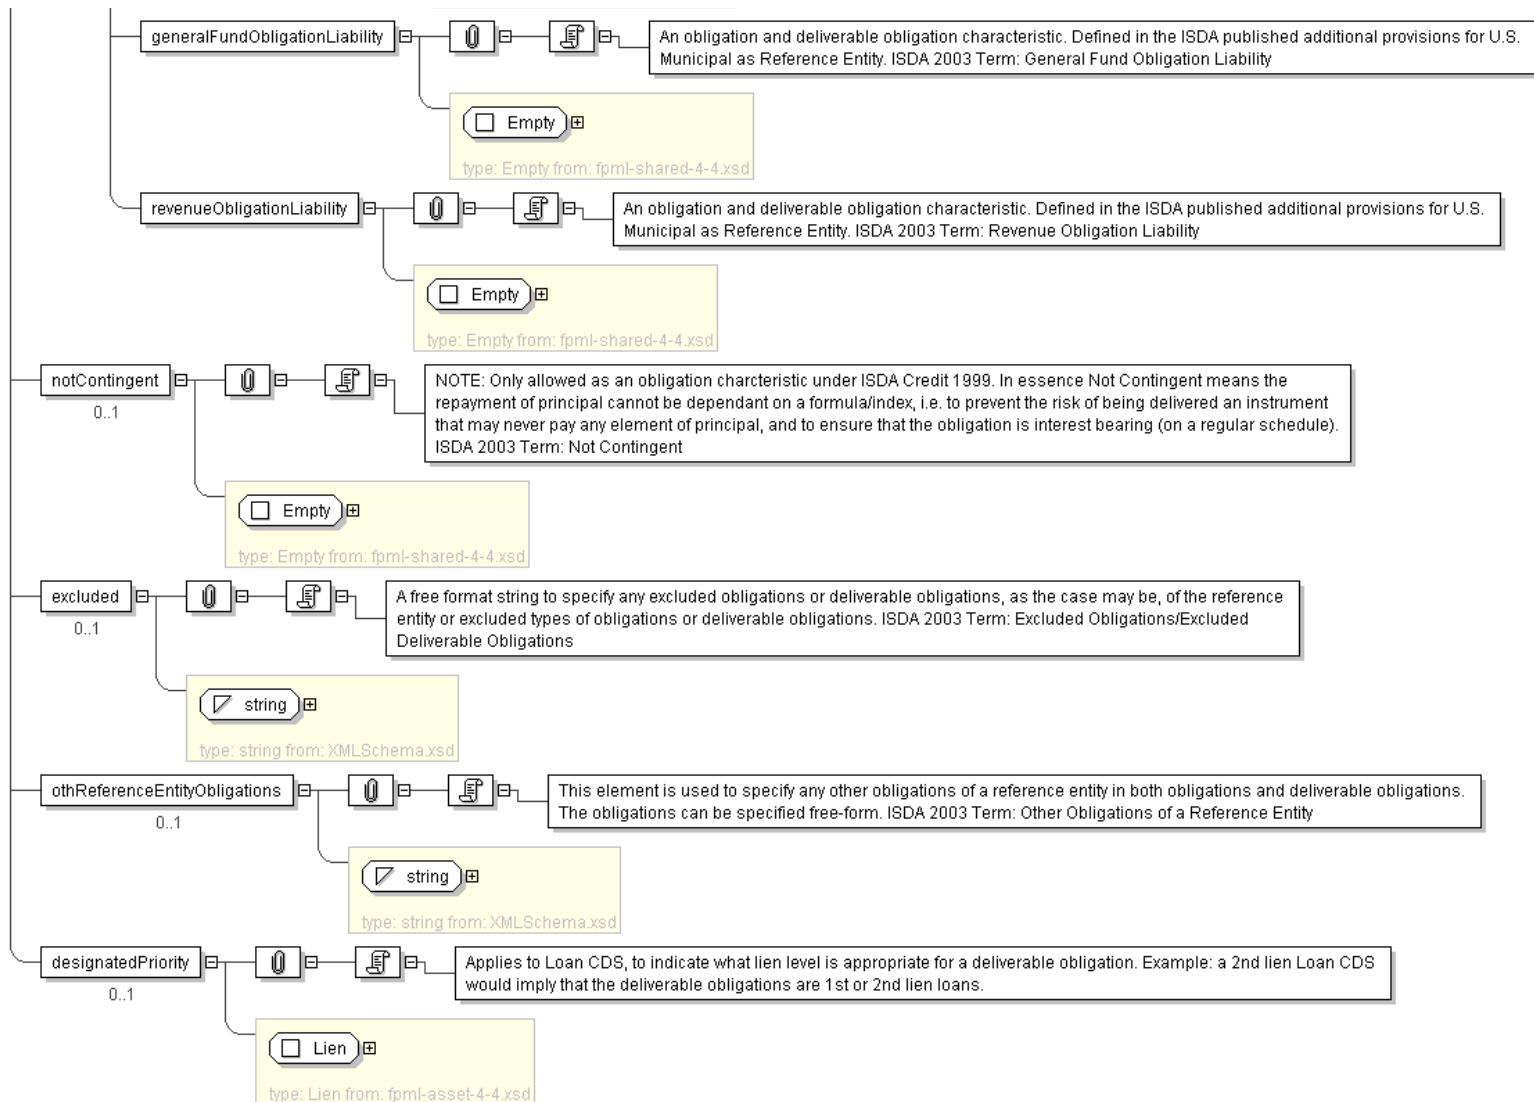 generalFundObligationLiability
An obligation and deliverable obligation characteristic. Defined in the ISDA published additional provisions for U.S.
Municipal as Reference Entity. ISDA 2003 Term: General Fund Obligation Liability
Empty
type: Empty from: fpml-shared-4-4.xsd
revenueObligationLiability
An obligation and deliverable obligation characteristic. Defined in the ISDA published additional provisions for U.S.
Municipal as Reference Entity. ISDA 2003 Term: Revenue Obligation Liability
Empty
type: Empty from: fpml-shared-4-4.xsd
notContingent
0..1
NOTE: Only allowed as an obligation charcteristic under ISDA Credit 1999. In essence Not Contingent means the
repayment of principal cannot be dependant on a formula/index, i.e. to prevent the risk of being delivered an instrument
that may never pay any element of principal, and to ensure that the obligation is interest bearing (on a regular schedule).
ISDA 2003 Term: Not Contingent
Empty
type: Empty from: fpml-shared-4-4.xsd
excluded
0..1
A free format string to specify any excluded obligations or deliverable obligations, as the case may be, of the reference
entity or excluded types of obligations or deliverable obligations. ISDA 2003 Term: Excluded Obligations/Excluded
Deliverable Obligations
string
type: string from: XMLSchema.xsd
othReferenceEntityObligations
0..1
This element is used to specify any other obligations of a reference entity in both obligations and deliverable obligations.
The obligations can be specified free-form. ISDA 2003 Term: Other Obligations of a Reference Entity
string
type: string from: XMLSchema.xsd
designatedPriority
0..1
Applies to Loan CDS, to indicate what lien level is appropriate for a deliverable obligation. Example: a 2nd lien Loan CDS
would imply that the deliverable obligations are 1st or 2nd lien loans.
Lien
type: Lien from: fpml-asset-4-4.xsd